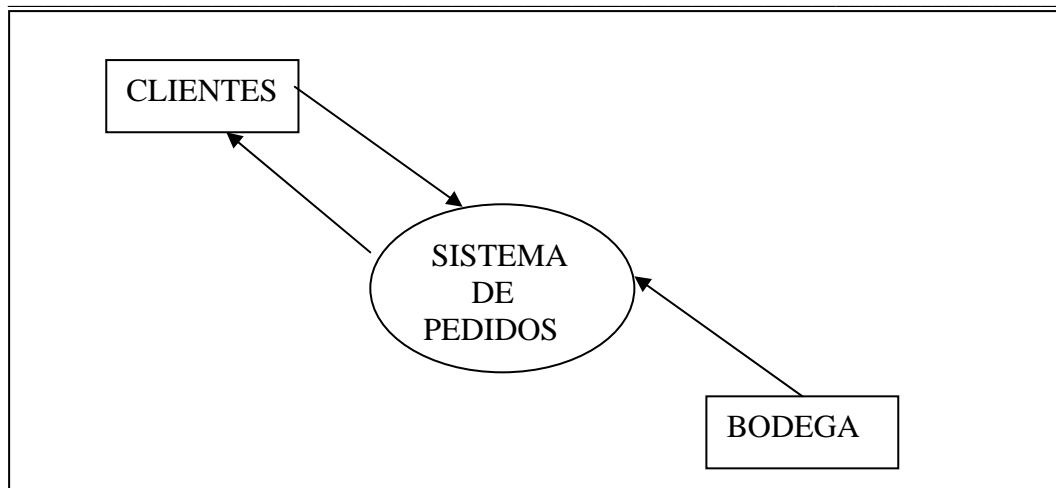 CLIENTES
SISTEMA
DE
PEDIDOS
BODEGA